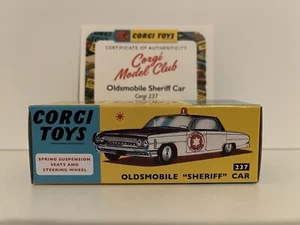 CORGI TOYS
CERTIFICATE OF AUTHENTICITY
Corgi
Model Club
Oldsmobile Sheriff Car
Corgi 237
CORGI
TOYS
SPRING SUSPENSION
SEATS AND
STEERING WHEEL
237
OLDSMOBILE "SHERIFF" CAR